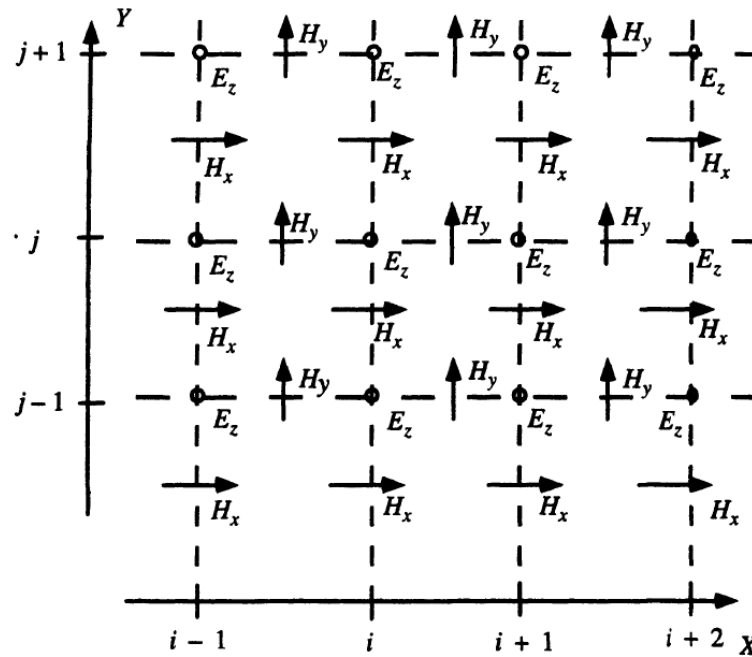 Y
j + 1 H_y H_y H_y
E_z E_z E_z E_z
H_x H_x H_x H_x
j H_y H_y H_y
E_z E_z E_z E_z
H_x H_x H_x H_x
j - 1 H_y H_y H_y
E_z E_z E_z E_z
H_x H_x H_x H_x
i - 1 i i + 1 i + 2 X